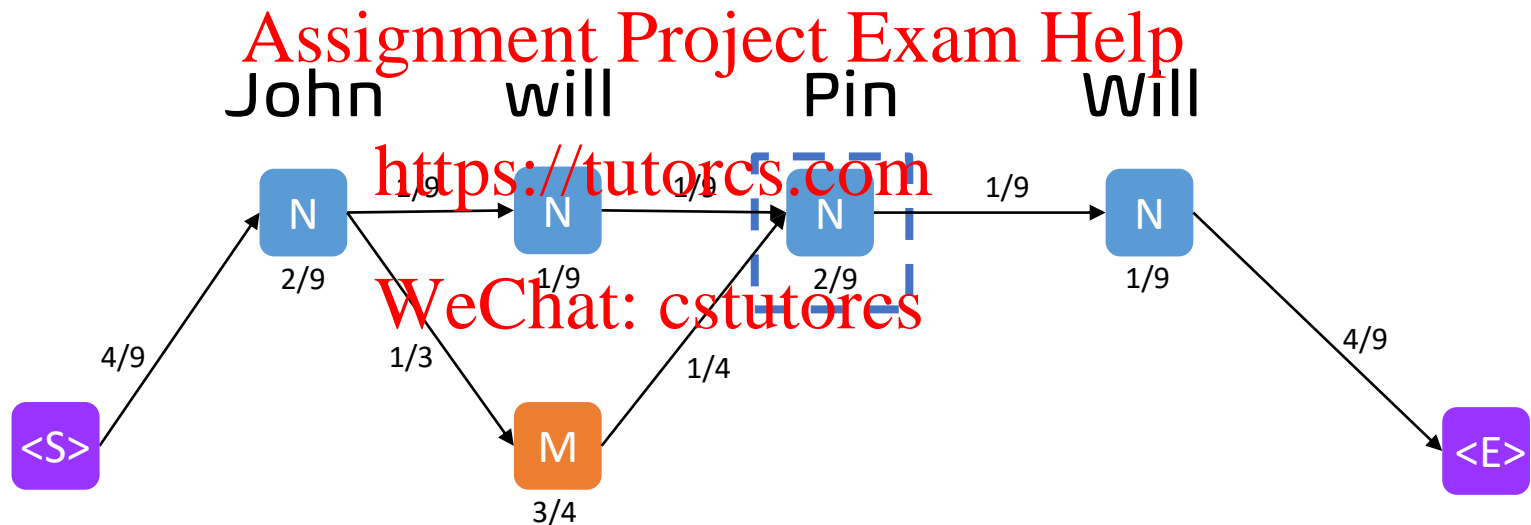 Assignment Project Exam Help
John will Pin Will
https://tutorcs.com
N 1/9 N 1/9 N 1/9 N
2/9 1/9 2/9 1/9
WeChat: cstutorcs
4/9 1/3 1/4 4/9
<S> M <E>
3/4